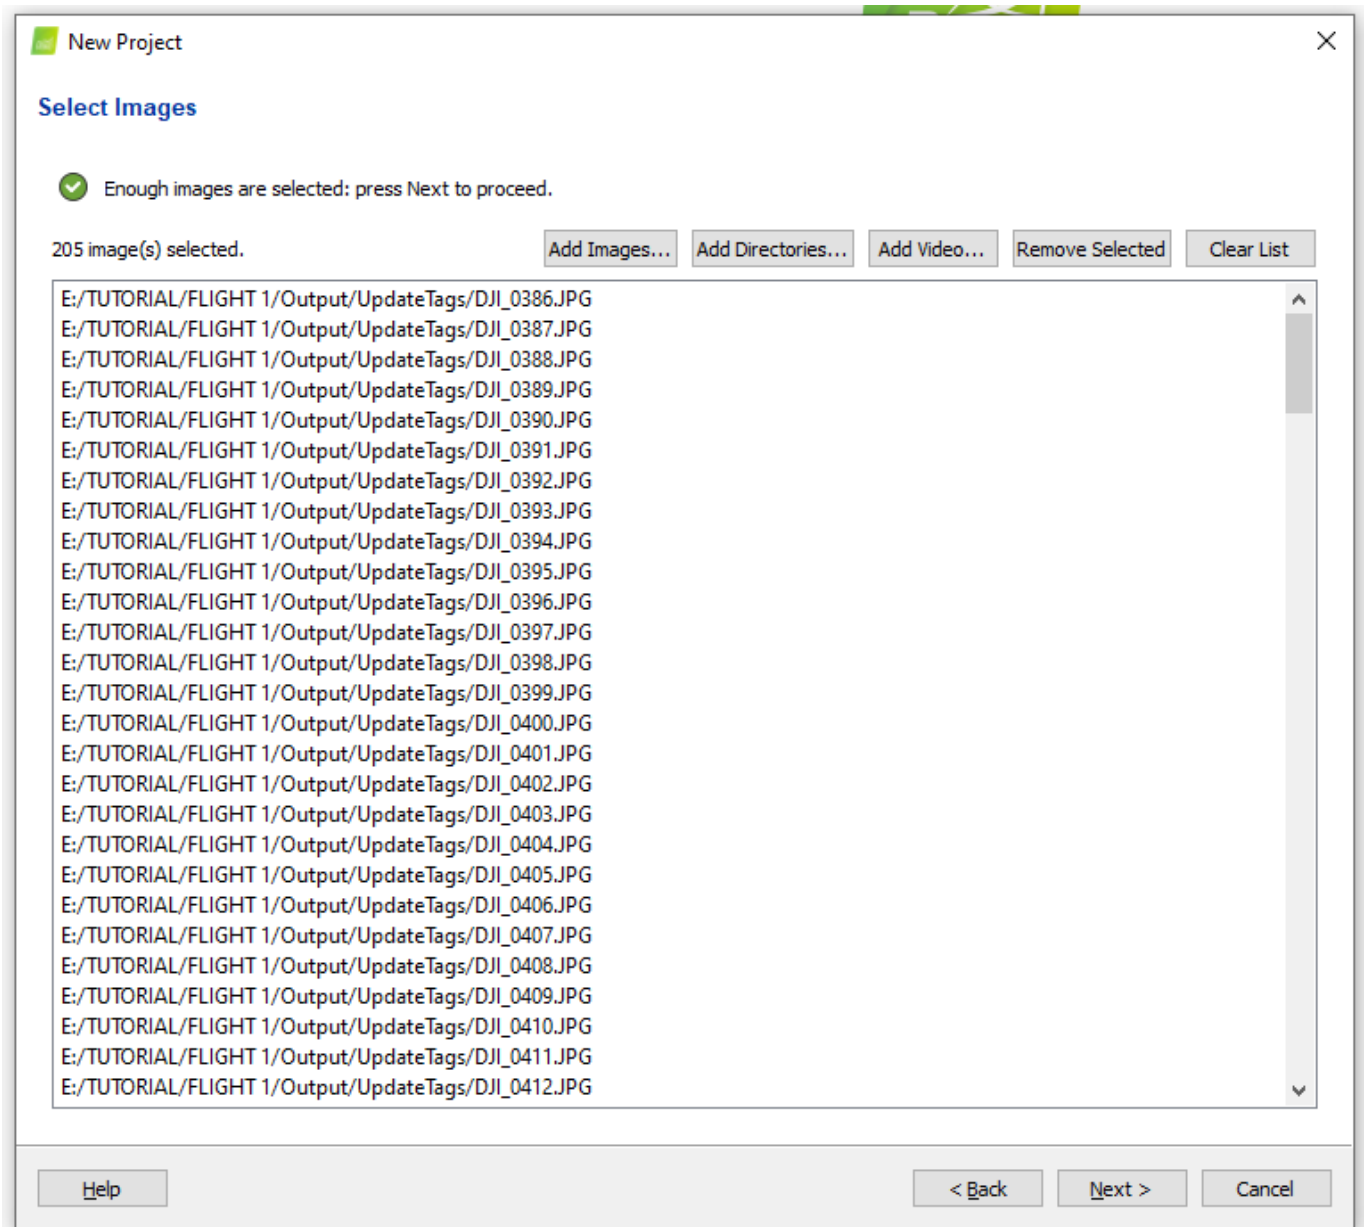 New Project
Select Images
Enough images are selected: press Next to proceed.
205 image(s) selected. Add Images... Add Directories... Add Video... Remove Selected Clear List
E:/TUTORIAL/FLIGHT 1/Output/UpdateTags/DJI_0386.JPG
E:/TUTORIAL/FLIGHT 1/Output/UpdateTags/DJI_0387.JPG
E:/TUTORIAL/FLIGHT 1/Output/UpdateTags/DJI_0388.JPG
E:/TUTORIAL/FLIGHT 1/Output/UpdateTags/DJI_0389.JPG
E:/TUTORIAL/FLIGHT 1/Output/UpdateTags/DJI_0390.JPG
E:/TUTORIAL/FLIGHT 1/Output/UpdateTags/DJI_0391.JPG
E:/TUTORIAL/FLIGHT 1/Output/UpdateTags/DJI_0392.JPG
E:/TUTORIAL/FLIGHT 1/Output/UpdateTags/DJI_0393.JPG
E:/TUTORIAL/FLIGHT 1/Output/UpdateTags/DJI_0394.JPG
E:/TUTORIAL/FLIGHT 1/Output/UpdateTags/DJI_0395.JPG
E:/TUTORIAL/FLIGHT 1/Output/UpdateTags/DJI_0396.JPG
E:/TUTORIAL/FLIGHT 1/Output/UpdateTags/DJI_0397.JPG
E:/TUTORIAL/FLIGHT 1/Output/UpdateTags/DJI_0398.JPG
E:/TUTORIAL/FLIGHT 1/Output/UpdateTags/DJI_0399.JPG
E:/TUTORIAL/FLIGHT 1/Output/UpdateTags/DJI_0400.JPG
E:/TUTORIAL/FLIGHT 1/Output/UpdateTags/DJI_0401.JPG
E:/TUTORIAL/FLIGHT 1/Output/UpdateTags/DJI_0402.JPG
E:/TUTORIAL/FLIGHT 1/Output/UpdateTags/DJI_0403.JPG
E:/TUTORIAL/FLIGHT 1/Output/UpdateTags/DJI_0404.JPG
E:/TUTORIAL/FLIGHT 1/Output/UpdateTags/DJI_0405.JPG
E:/TUTORIAL/FLIGHT 1/Output/UpdateTags/DJI_0406.JPG
E:/TUTORIAL/FLIGHT 1/Output/UpdateTags/DJI_0407.JPG
E:/TUTORIAL/FLIGHT 1/Output/UpdateTags/DJI_0408.JPG
E:/TUTORIAL/FLIGHT 1/Output/UpdateTags/DJI_0409.JPG
E:/TUTORIAL/FLIGHT 1/Output/UpdateTags/DJI_0410.JPG
E:/TUTORIAL/FLIGHT 1/Output/UpdateTags/DJI_0411.JPG
E:/TUTORIAL/FLIGHT 1/Output/UpdateTags/DJI_0412.JPG
Help < Back Next > Cancel